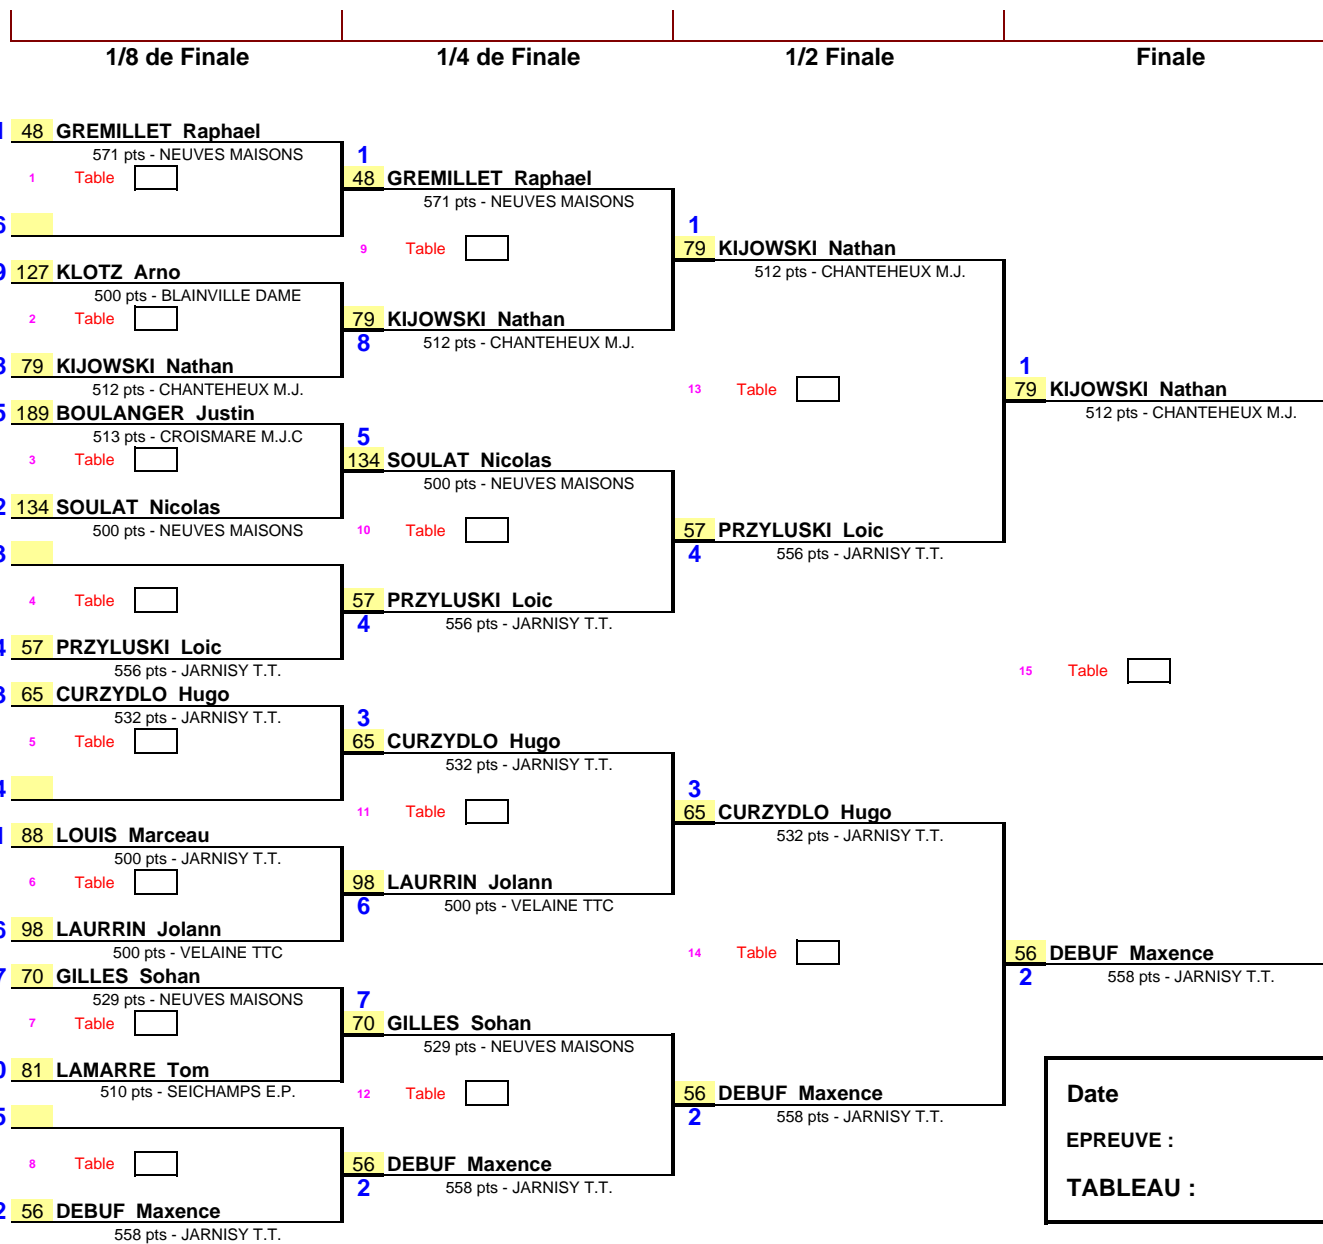 1/8 de Finale 1/4 de Finale 1/2 Finale Finale
48 GREMILLET Raphael
571 pts - NEUVES MAISONS
1 Table
127 KLOTZ Arno
500 pts - BLAINVILLE DAME
2 Table
79 KIJOWSKI Nathan
512 pts - CHANTEHEUX M.J.
189 BOULANGER Justin
513 pts - CROISMARE M.J.C
3 Table
134 SOULAT Nicolas
500 pts - NEUVES MAISONS
4 Table
57 PRZYLUSKI Loic
556 pts - JARNISY T.T.
65 CURZYDLO Hugo
532 pts - JARNISY T.T.
5 Table
88 LOUIS Marceau
500 pts - JARNISY T.T.
6 Table
98 LAURRIN Jolann
500 pts - VELAINE TTC
70 GILLES Sohan
529 pts - NEUVES MAISONS
7 Table
81 LAMARRE Tom
510 pts - SEICHAMPS E.P.
8 Table
56 DEBUF Maxence
558 pts - JARNISY T.T.
1
48 GREMILLET Raphael
571 pts - NEUVES MAISONS
9 Table
79 KIJOWSKI Nathan
8 512 pts - CHANTEHEUX M.J.
5
134 SOULAT Nicolas
500 pts - NEUVES MAISONS
10 Table
57 PRZYLUSKI Loic
4 556 pts - JARNISY T.T.
3
65 CURZYDLO Hugo
532 pts - JARNISY T.T.
11 Table
98 LAURRIN Jolann
6 500 pts - VELAINE TTC
7
70 GILLES Sohan
529 pts - NEUVES MAISONS
12 Table
56 DEBUF Maxence
2 558 pts - JARNISY T.T.
1
79 KIJOWSKI Nathan
512 pts - CHANTEHEUX M.J.
13 Table
57 PRZYLUSKI Loic
4 556 pts - JARNISY T.T.
3
65 CURZYDLO Hugo
532 pts - JARNISY T.T.
14 Table
56 DEBUF Maxence
2 558 pts - JARNISY T.T.
1
79 KIJOWSKI Nathan
512 pts - CHANTEHEUX M.J.
15 Table
56 DEBUF Maxence
2 558 pts - JARNISY T.T.
Date
EPREUVE :
TABLEAU :